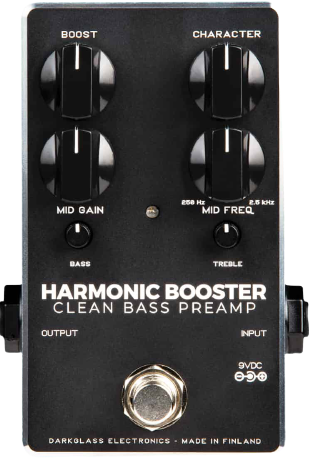 BOOST CHARACTER
MID GAIN MID FREQ
250 Hz 2.5 kHz
BASS TREBLE
HARMONIC BOOSTER
CLEAN BASS PREAMP
OUTPUT INPUT
9VDC
DARKGLASS ELECTRONICS - MADE IN FINLAND